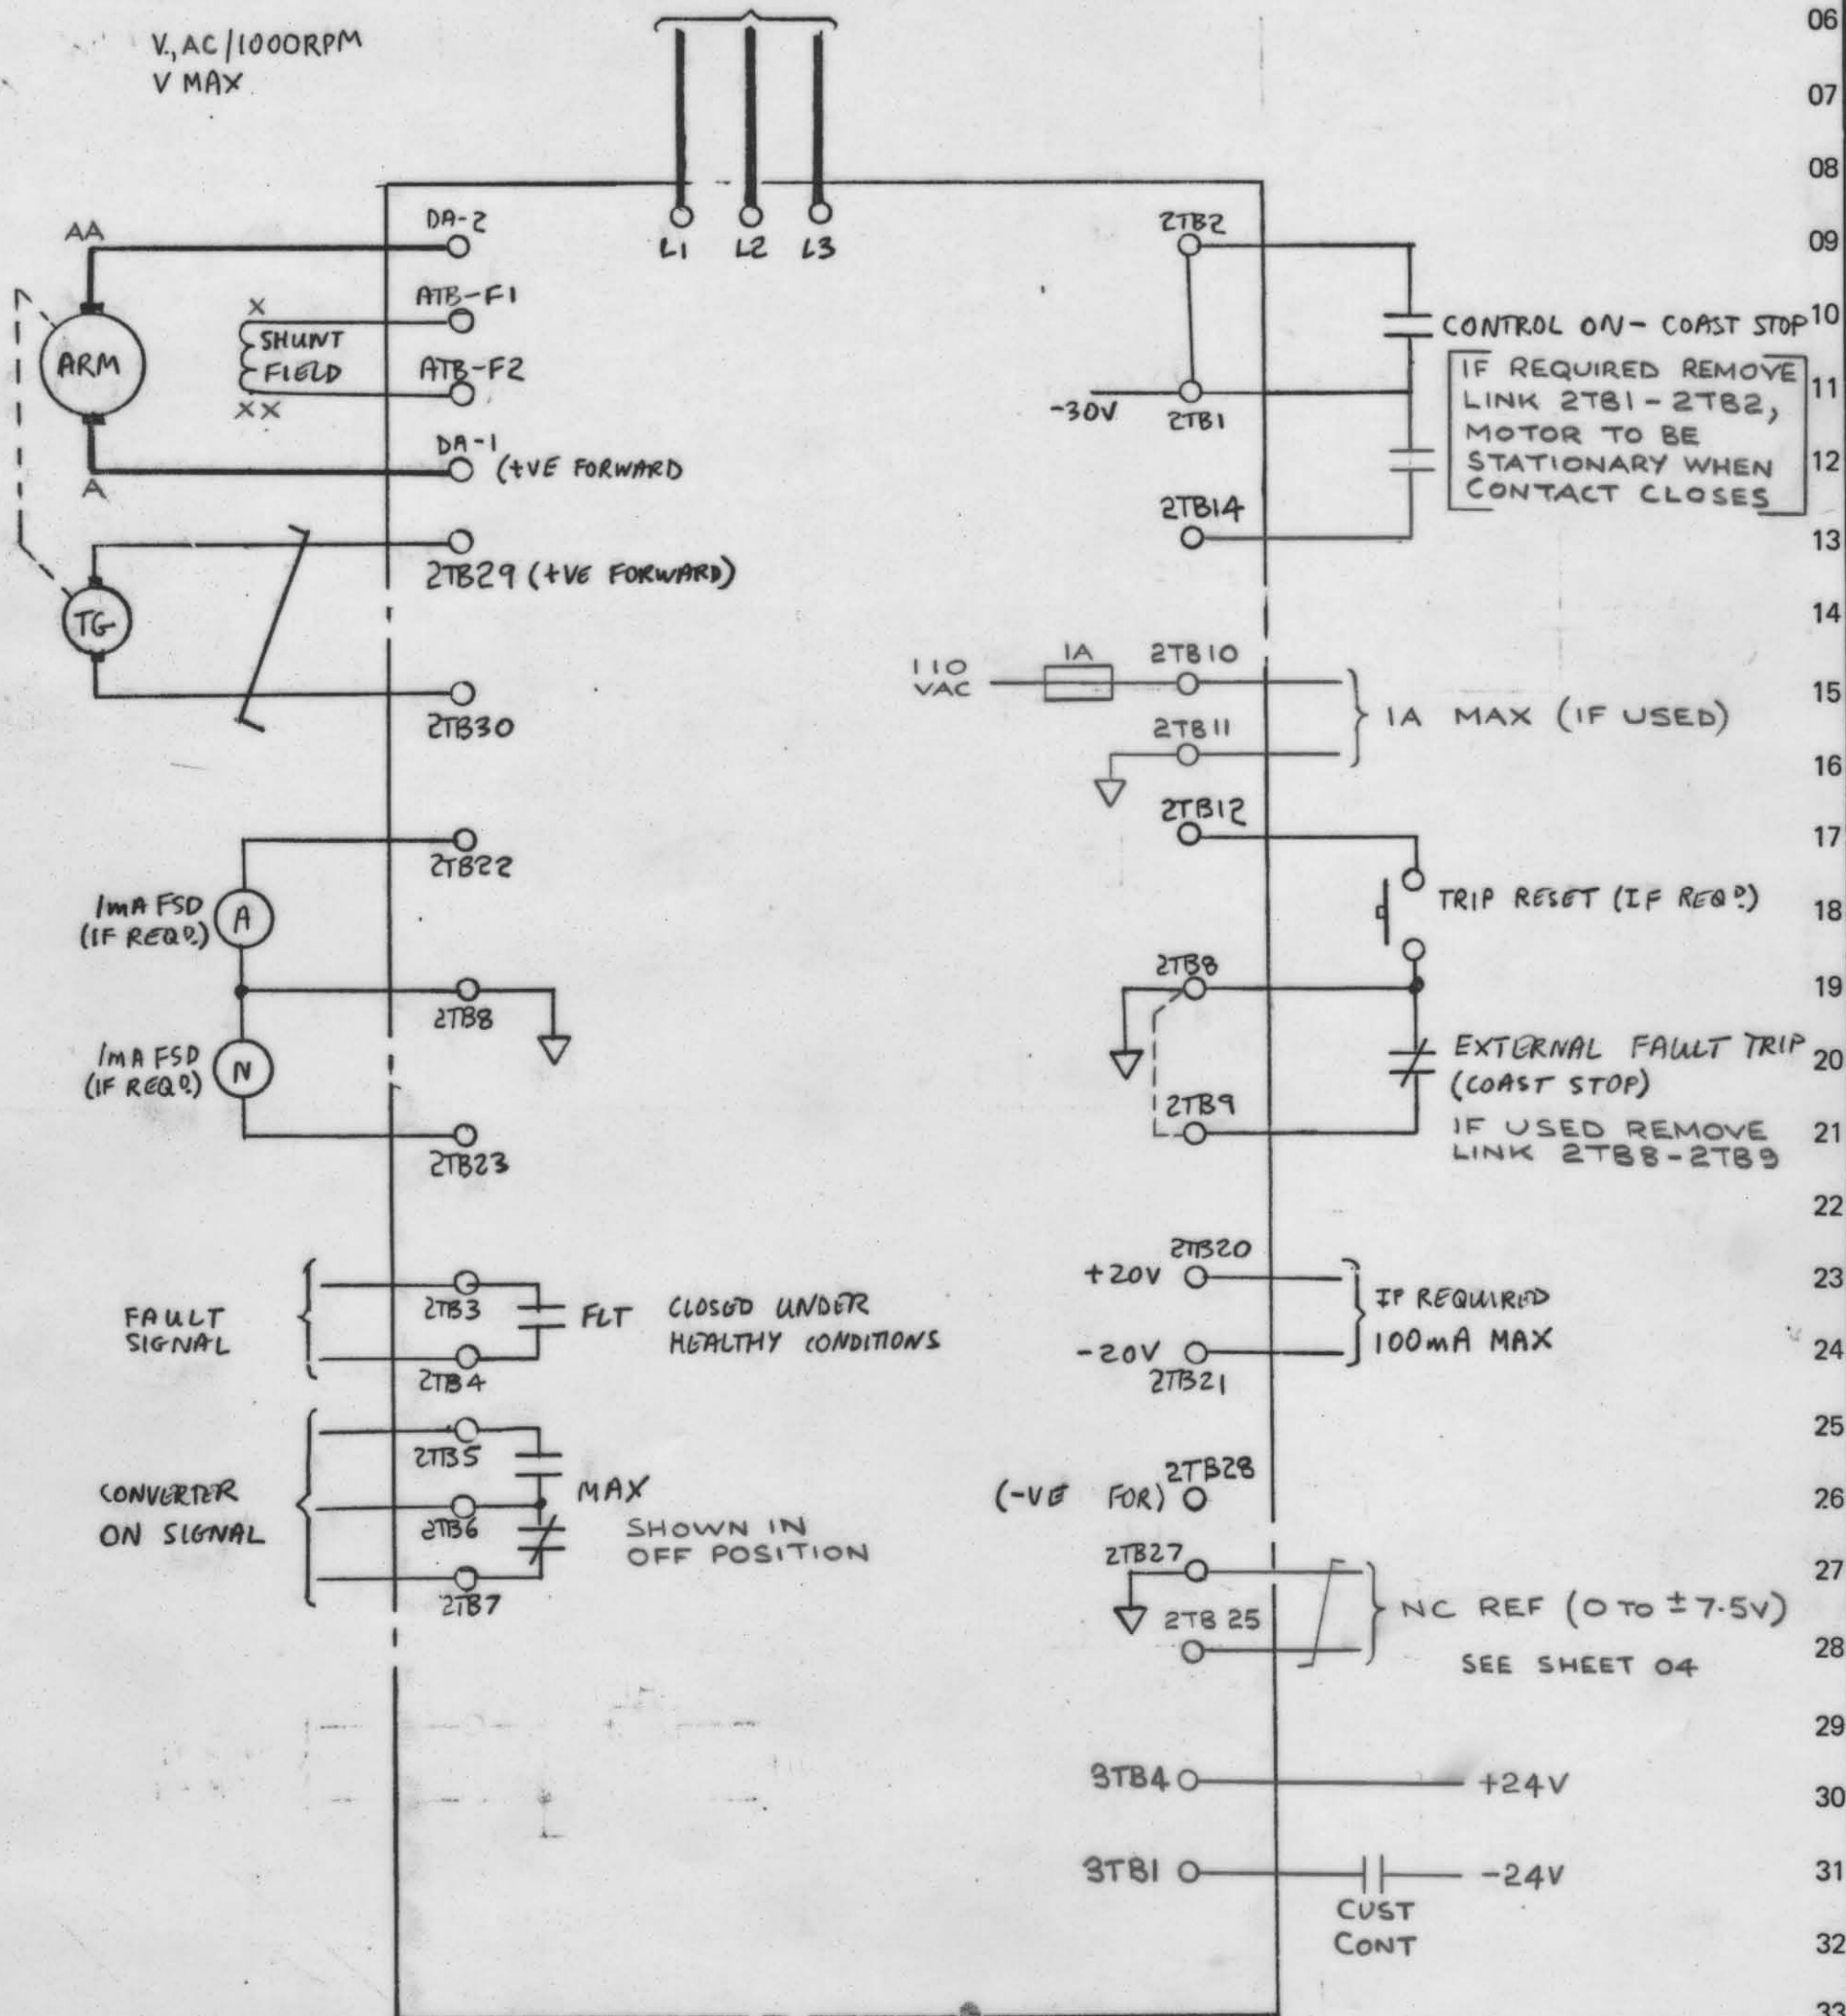 V., AC/1000RPM
V MAX
L1 L2 L3
AA
DA-2
ATB-F1
X
SHUNT
FIELD
XX
ARM
ATB-F2
DA-1
(+VE FORWARD
A
2TB29 (+VE FORWARD)
TG
2TB30
2TB22
1mA FSD
(IF REQD.)
A
2TB8
1mA FSD
(IF REQD.)
N
2TB23
FAULT
SIGNAL
2TB3
2TB4
FLT
CLOSED UNDER
HEALTHY CONDITIONS
CONVERTER
ON SIGNAL
2TB5
2TB6
2TB7
MAX
SHOWN IN
OFF POSITION
2TB2
-30V
2TB1
2TB14
CONTROL ON - COAST STOP
IF REQUIRED REMOVE
LINK 2TB1 - 2TB2,
MOTOR TO BE
STATIONARY WHEN
CONTACT CLOSES
110
VAC
1A
2TB10
2TB11
1A MAX (IF USED)
2TB12
TRIP RESET (IF REQD.)
2TB8
2TB9
EXTERNAL FAULT TRIP
(COAST STOP)
IF USED REMOVE
LINK 2TB8-2TB9
2TB20
+20V
-20V
2TB21
IF REQUIRED
100mA MAX
2TB28
(-VE FOR)
2TB27
2TB 25
NC REF (0 TO ±7.5V)
SEE SHEET 04
3TB4
+24V
3TB1
-24V
CUST
CONT
06
07
08
09
10
11
12
13
14
15
16
17
18
19
20
21
22
23
24
25
26
27
28
29
30
31
32
33